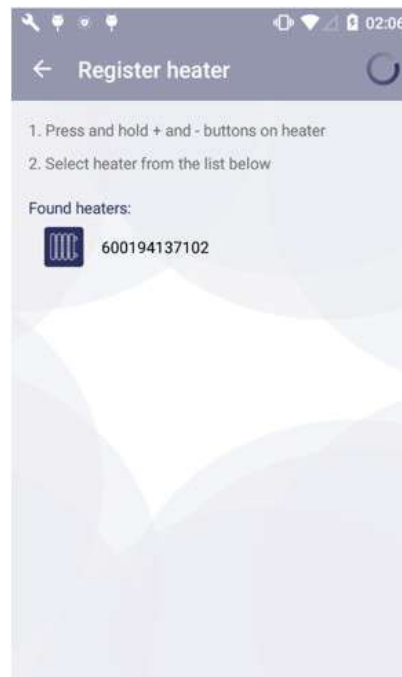 02:06
Register heater
1. Press and hold + and - buttons on heater
2. Select heater from the list below
Found heaters:
600194137102